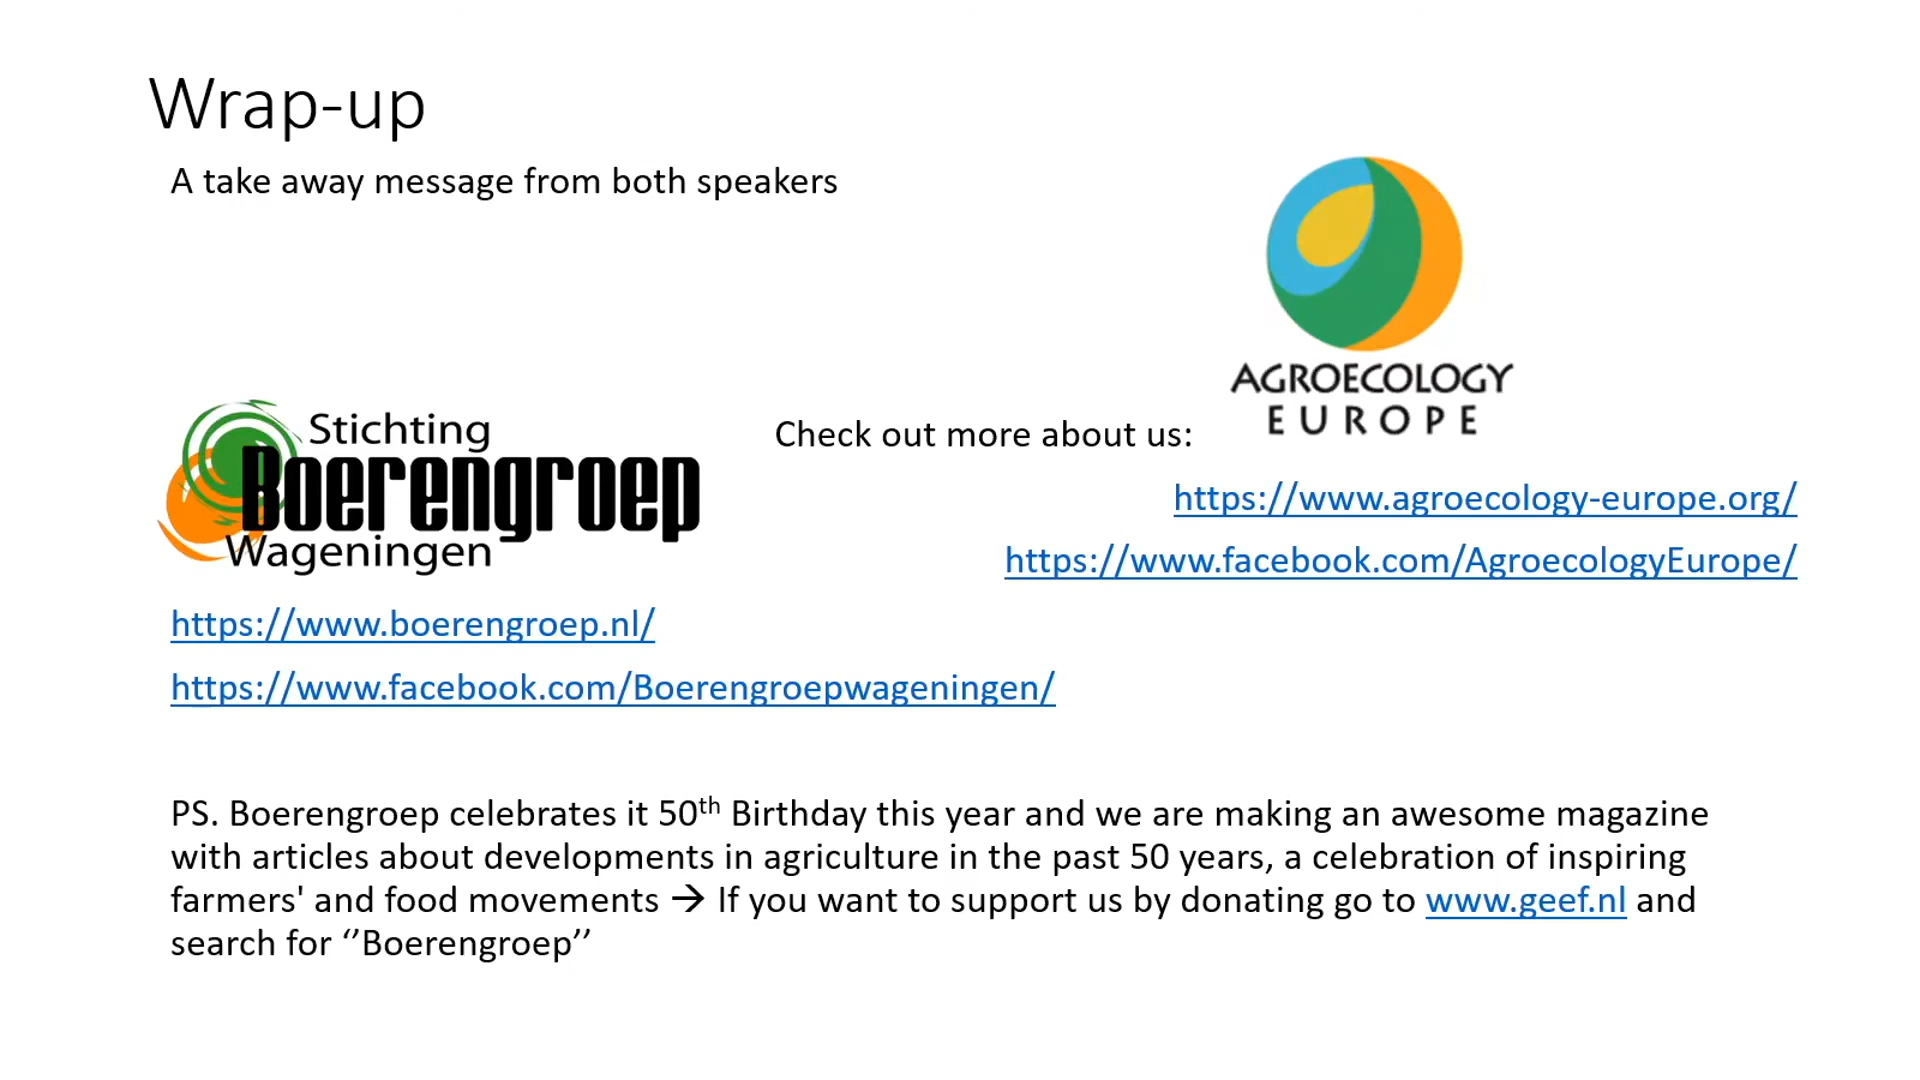 Wrap-up
A take away message from both speakers
AGROECOLOGY
EUROPE
Stichting
Boerengroep
Wageningen
Check out more about us:
https://www.agroecology-europe.org/
https://www.facebook.com/AgroecologyEurope/
https://www.boerengroep.nl/
https://www.facebook.com/Boerengroepwageningen/
PS. Boerengroep celebrates it 50th Birthday this year and we are making an awesome magazine
with articles about developments in agriculture in the past 50 years, a celebration of inspiring
farmers' and food movements → If you want to support us by donating go to www.geef.nl and
search for ‘’Boerengroep’’